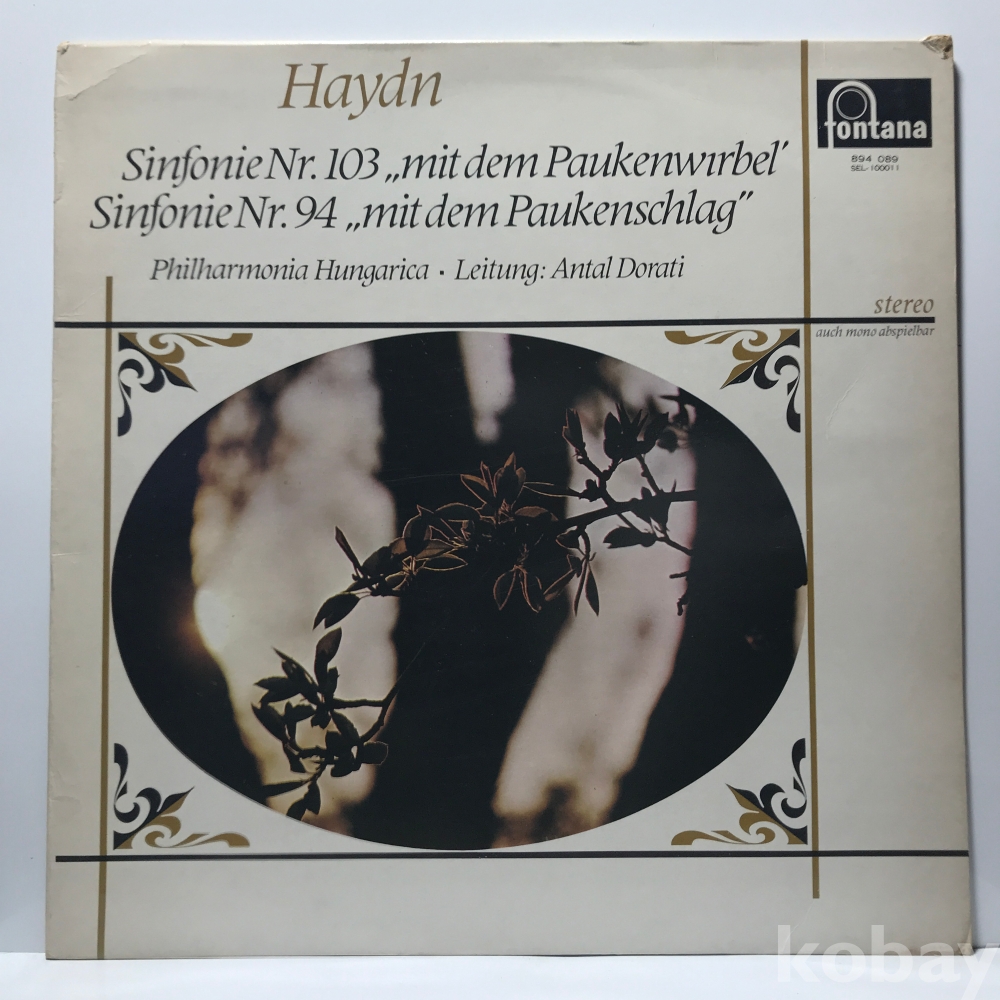 Haydn
Sinfonie Nr. 103 „mit dem Paukenwırbel’
Sinfonie Nr. 94 „mit dem Paukenschlag”
Philharmonia Hungarica · Leitung: Antal Dorati
fontana
894 089
SEL-100011
stereo
auch mono abspielbar
kobay